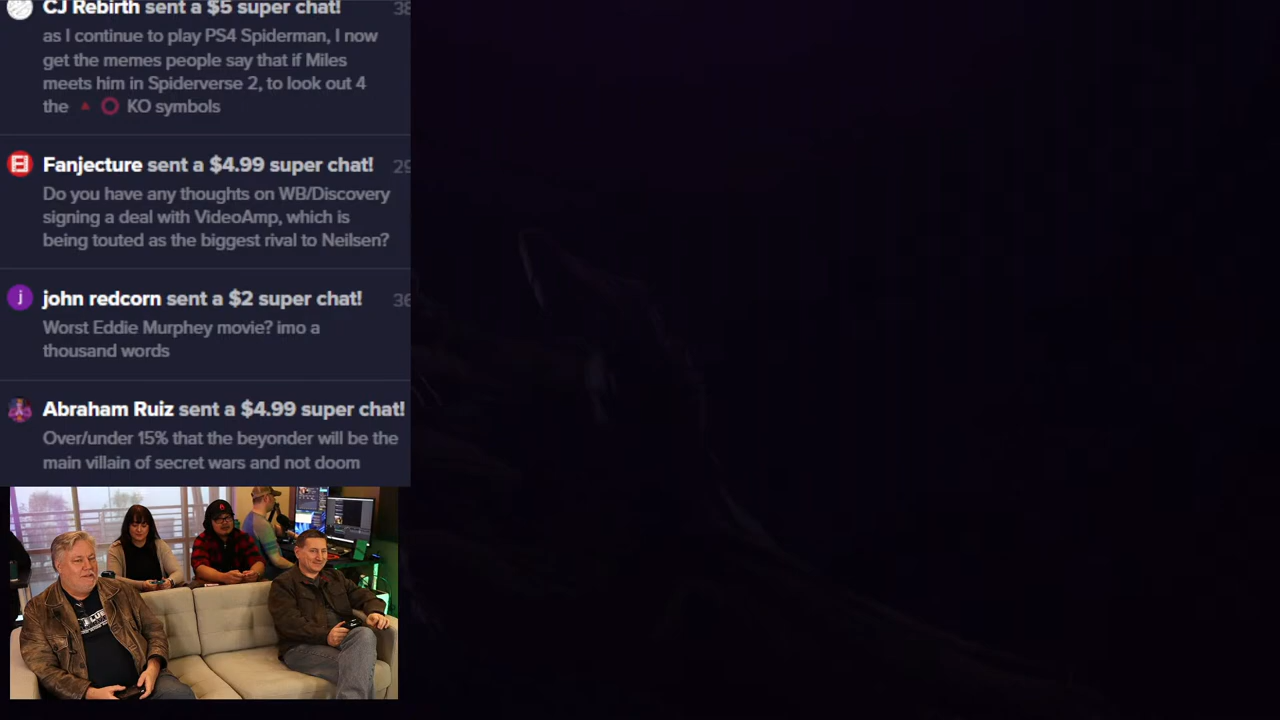 CJ Rebirth sent a $5 super chat!
as I continue to play PS4 Spiderman, I now
get the memes people say that if Miles
meets him in Spiderverse 2, to look out 4
the 🔺 ⭕ KO symbols
Fanjecture sent a $4.99 super chat!
Do you have any thoughts on WB/Discovery
signing a deal with VideoAmp, which is
being touted as the biggest rival to Neilsen?
john redcorn sent a $2 super chat!
Worst Eddie Murphey movie? imo a
thousand words
Abraham Ruiz sent a $4.99 super chat!
Over/under 15% that the beyonder will be the
main villain of secret wars and not doom